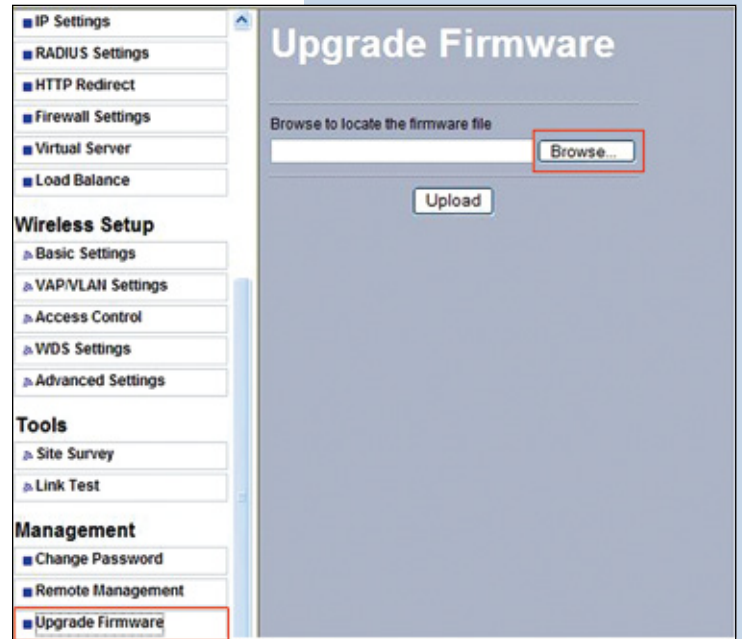 IP Settings
RADIUS Settings
HTTP Redirect
Firewall Settings
Virtual Server
Load Balance
Wireless Setup
Basic Settings
VAP/VLAN Settings
Access Control
WDS Settings
Advanced Settings
Tools
Site Survey
Link Test
Management
Change Password
Remote Management
Upgrade Firmware
Upgrade Firmware
Browse to locate the firmware file
Browse...
Upload